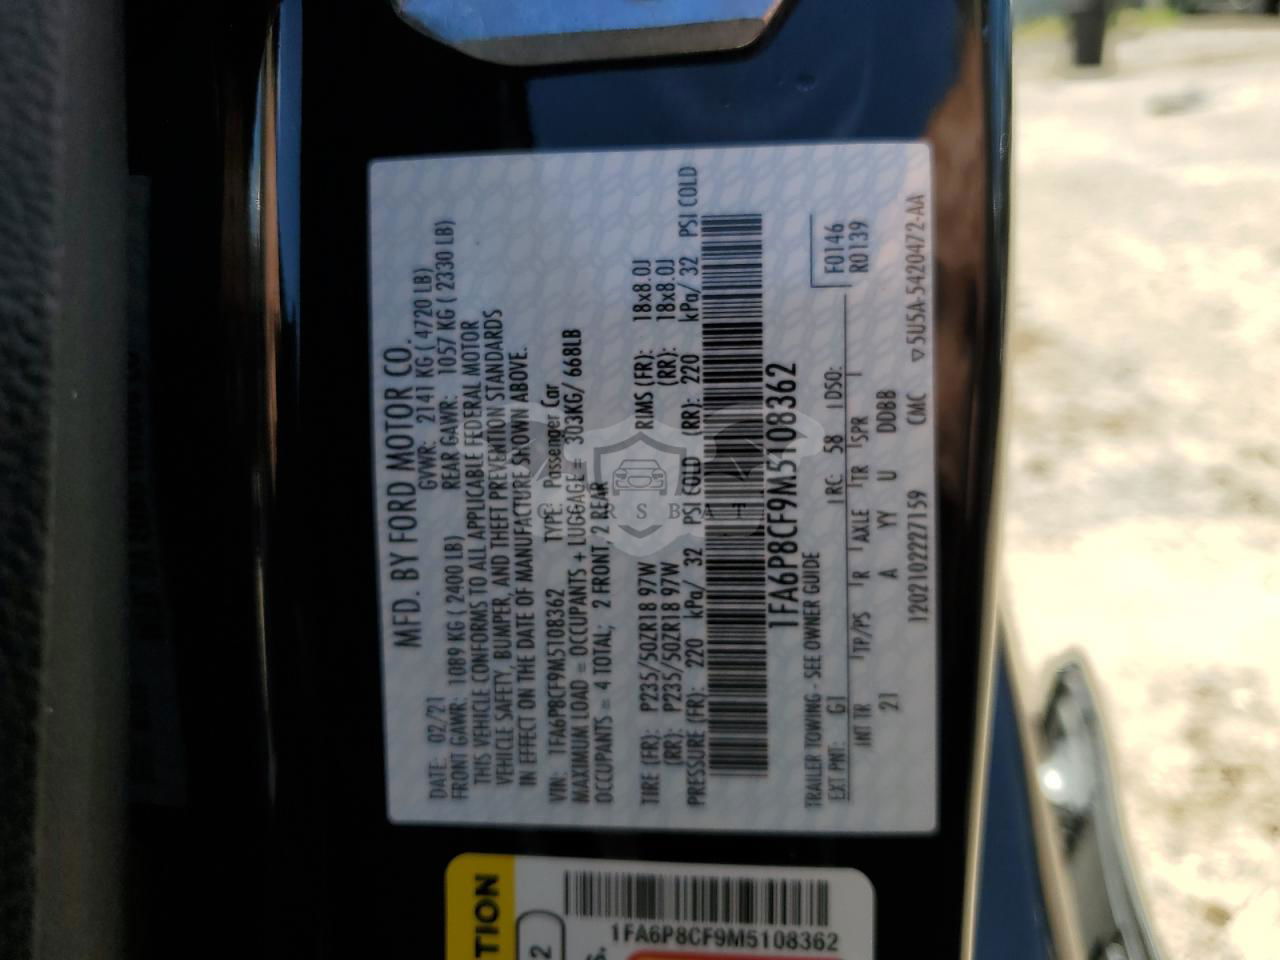 MFD. BY FORD MOTOR CO.
DATE: 02/21 GVWR: 2141 KG ( 4720 LB)
FRONT GAWR: 1089 KG ( 2400 LB) REAR GAWR: 1057 KG ( 2330 LB)
THIS VEHICLE CONFORMS TO ALL APPLICABLE FEDERAL MOTOR
VEHICLE SAFETY, BUMPER, AND THEFT PREVENTION STANDARDS
IN EFFECT ON THE DATE OF MANUFACTURE SHOWN ABOVE.
VIN: 1FA6P8CF9M5108362 TYPE: Passenger Car
MAXIMUM LOAD = OCCUPANTS + LUGGAGE = 303KG/ 668LB
OCCUPANTS = 4 TOTAL; 2 FRONT, 2 REAR
TIRE (FR): P235/50ZR18 97W RIMS (FR): 18x8.0J
(RR): P235/50ZR18 97W (RR): 18x8.0J
PRESSURE (FR): 220 kPa/ 32 PSI COLD (RR): 220 kPa/ 32 PSI COLD
1FA6P8CF9M5108362
TRAILER TOWING - SEE OWNER GUIDE
EXT PNT: G1 RC: 58 DSO: F0146
INT TR TP/PS R AXLE TR SPR R0139
21 A YY U DDBB
1202102227159 CMC ▽5U5A-5420472-AA
TION
2
1FA6P8CF9M5108362